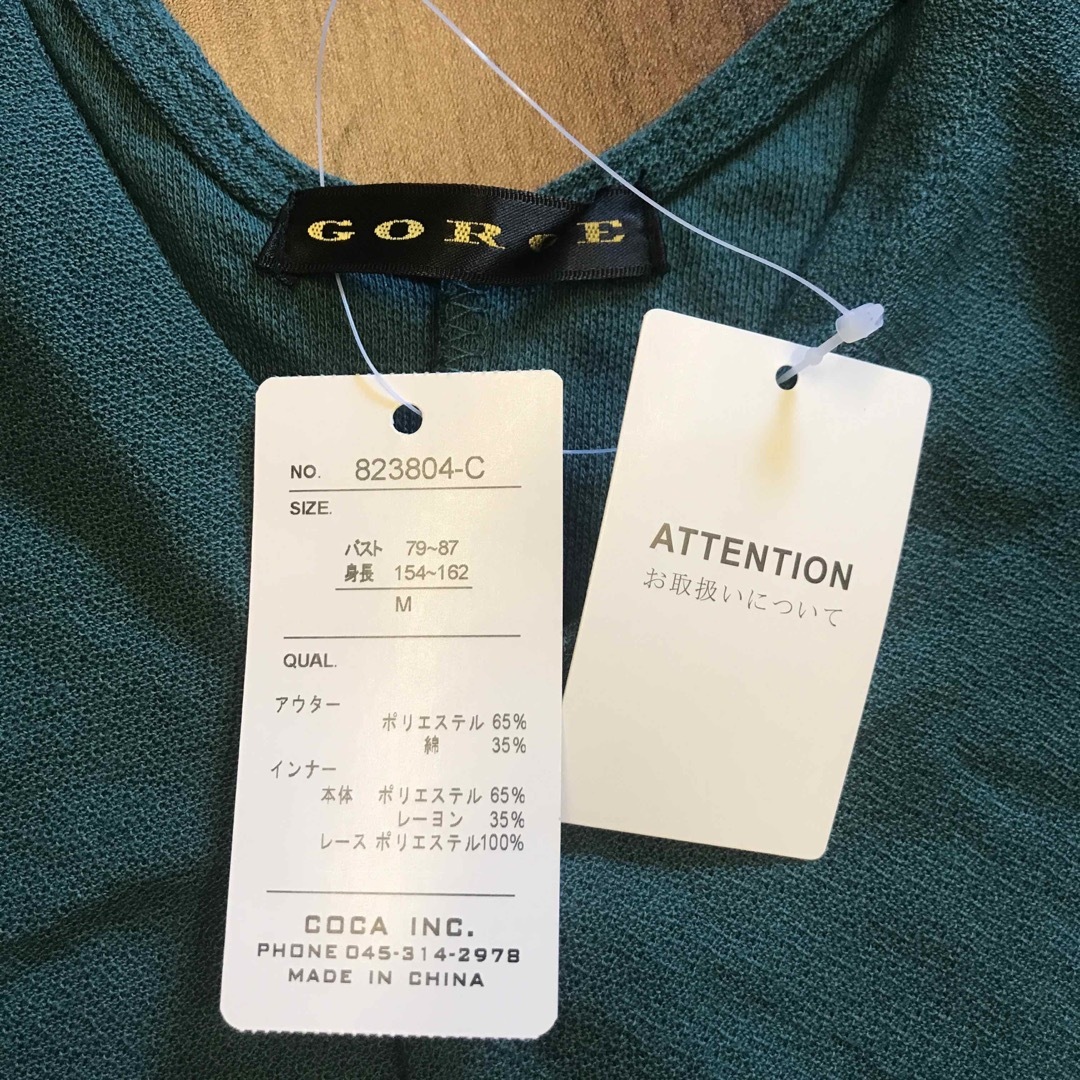 GORGE
NO. 823804-C
SIZE.
バスト 79~87
身長 154~162
M
QUAL.
アウター
ポリエステル 65%
綿 35%
インナー
本体 ポリエステル 65%
レーヨン 35%
レース ポリエステル100%
COCA INC.
PHONE 045-314-2978
MADE IN CHINA
ATTENTION
お取扱いについて